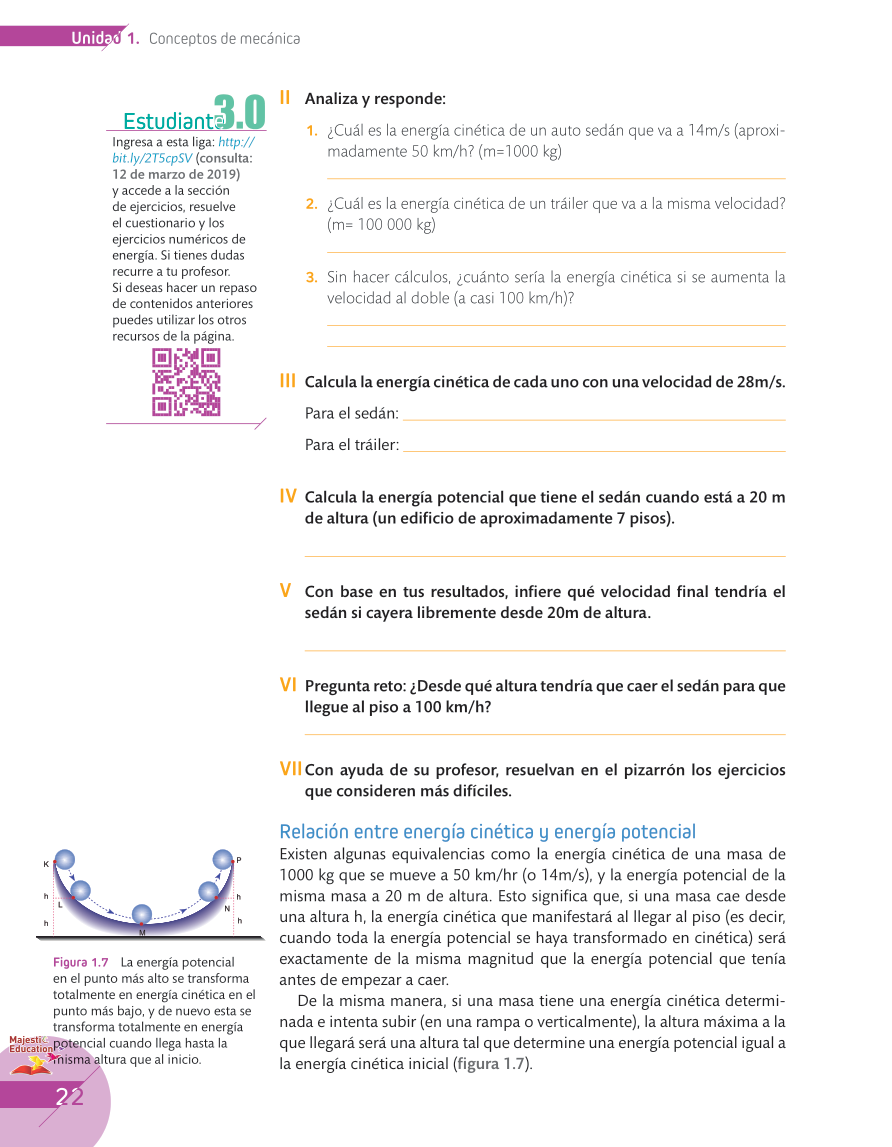 Unidad 1. Conceptos de mecánica
Estudiant@ 3.0
Ingresa a esta liga: http://
bit.ly/2T5cpSV (consulta:
12 de marzo de 2019)
y accede a la sección
de ejercicios, resuelve
el cuestionario y los
ejercicios numéricos de
energía. Si tienes dudas
recurre a tu profesor.
Si deseas hacer un repaso
de contenidos anteriores
puedes utilizar los otros
recursos de la página.
II Analiza y responde:
1. ¿Cuál es la energía cinética de un auto sedán que va a 14m/s (aproxi-
madamente 50 km/h? (m=1000 kg)
2. ¿Cuál es la energía cinética de un tráiler que va a la misma velocidad?
(m= 100 000 kg)
3. Sin hacer cálculos, ¿cuánto sería la energía cinética si se aumenta la
velocidad al doble (a casi 100 km/h)?
III Calcula la energía cinética de cada uno con una velocidad de 28m/s.
Para el sedán:
Para el tráiler:
IV Calcula la energía potencial que tiene el sedán cuando está a 20 m
de altura (un edificio de aproximadamente 7 pisos).
V Con base en tus resultados, infiere qué velocidad final tendría el
sedán si cayera libremente desde 20m de altura.
VI Pregunta reto: ¿Desde qué altura tendría que caer el sedán para que
llegue al piso a 100 km/h?
VII Con ayuda de su profesor, resuelvan en el pizarrón los ejercicios
que consideren más difíciles.
Relación entre energía cinética y energía potencial
Existen algunas equivalencias como la energía cinética de una masa de
1000 kg que se mueve a 50 km/hr (o 14m/s), y la energía potencial de la
misma masa a 20 m de altura. Esto significa que, si una masa cae desde
una altura h, la energía cinética que manifestará al llegar al piso (es decir,
cuando toda la energía potencial se haya transformado en cinética) será
exactamente de la misma magnitud que la energía potencial que tenía
antes de empezar a caer.
De la misma manera, si una masa tiene una energía cinética determi-
nada e intenta subir (en una rampa o verticalmente), la altura máxima a la
que llegará será una altura tal que determine una energía potencial igual a
la energía cinética inicial (figura 1.7).
K P
h h
L N
h h
M
Figura 1.7 La energía potencial
en el punto más alto se transforma
totalmente en energía cinética en el
punto más bajo, y de nuevo esta se
transforma totalmente en energía
potencial cuando llega hasta la
misma altura que al inicio.
Majestic
Education
22